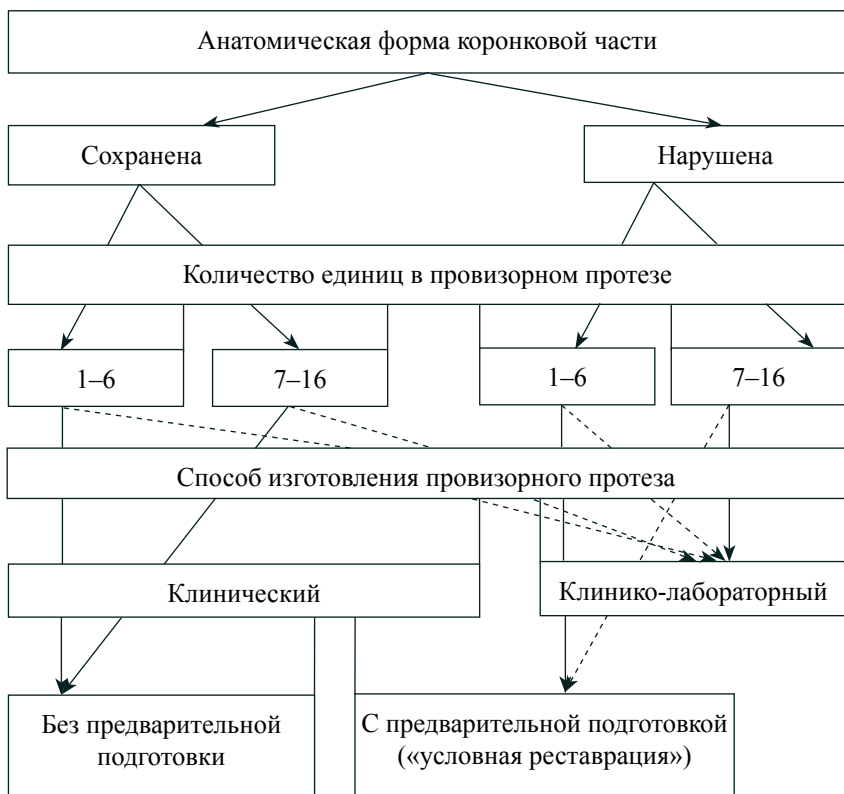 Анатомическая форма коронковой части
Сохранена
Нарушена
Количество единиц в провизорном протезе
1–6
7–16
1–6
7–16
Способ изготовления провизорного протеза
Клинический
Клинико-лабораторный
Без предварительной
подготовки
С предварительной подготовкой
(«условная реставрация»)